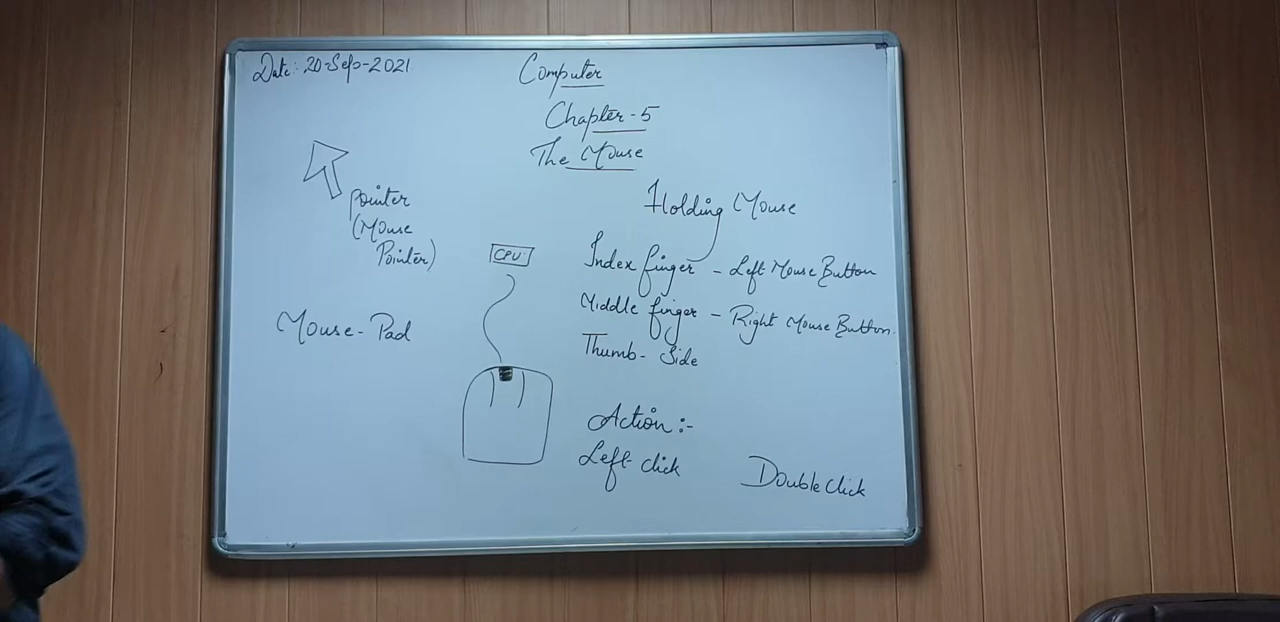 Date: 20-Sep-2021
Computer
Chapter-5
The Mouse
pointer
(Mouse
Pointer)
Mouse-Pad
CPU
Holding Mouse
Index finger - Left Mouse Button
Middle finger - Right Mouse Button.
Thumb- Side
Action:-
Left click
Double click